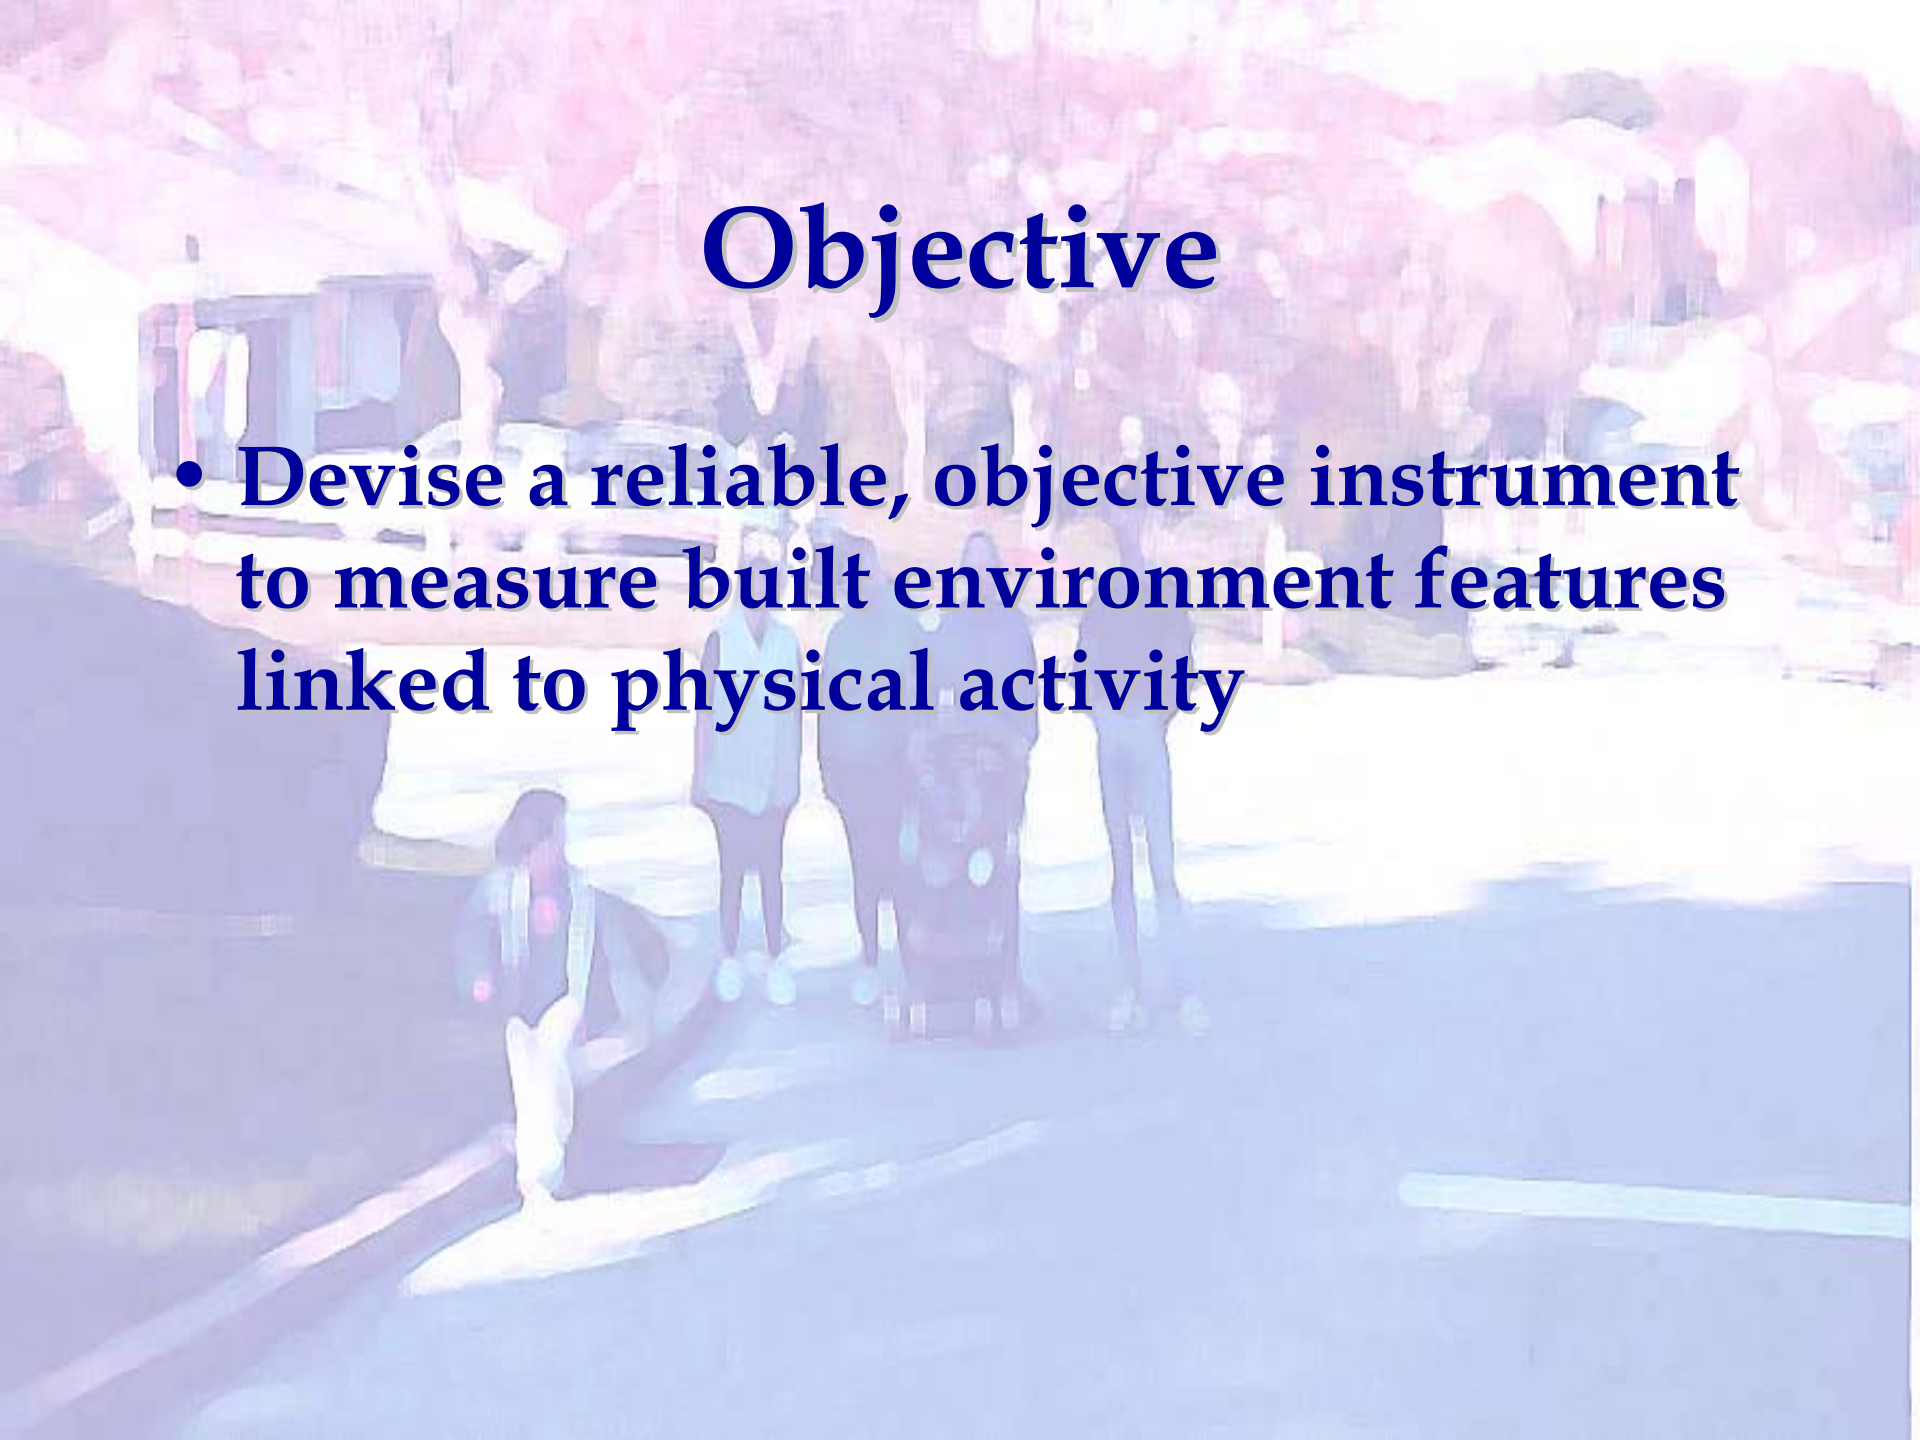 Objective
• Devise a reliable, objective instrument
to measure built environment features
linked to physical activity